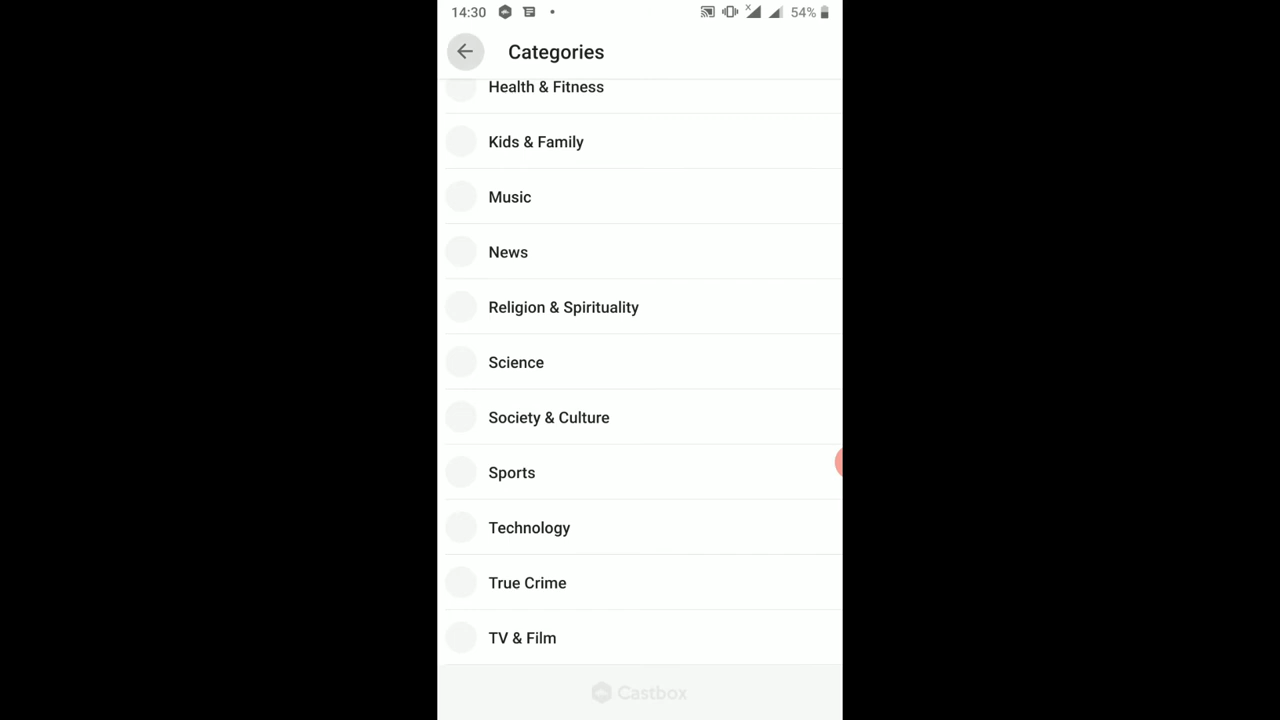 14:30 x 54%
Categories
Health & Fitness
Kids & Family
Music
News
Religion & Spirituality
Science
Society & Culture
Sports
Technology
True Crime
TV & Film
Castbox